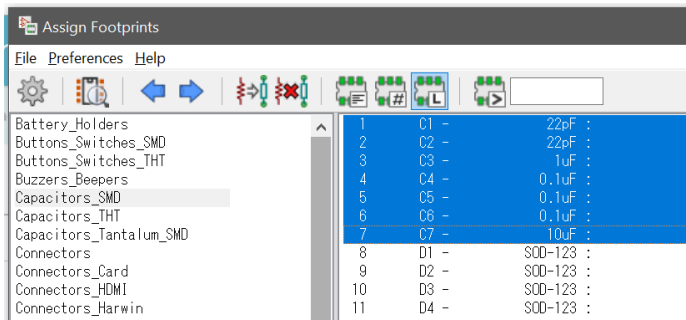 Assign Footprints
File Preferences Help
Battery_Holders
Buttons_Switches_SMD
Buttons_Switches_THT
Buzzers_Beepers
Capacitors_SMD
Capacitors_THT
Capacitors_Tantalum_SMD
Connectors
Connectors_Card
Connectors_HDMI
Connectors_Harwin
1 C1 - 22pF :
2 C2 - 22pF :
3 C3 - 1uF :
4 C4 - 0.1uF :
5 C5 - 0.1uF :
6 C6 - 0.1uF :
7 C7 - 10uF :
8 D1 - SOD-123 :
9 D2 - SOD-123 :
10 D3 - SOD-123 :
11 D4 - SOD-123 :